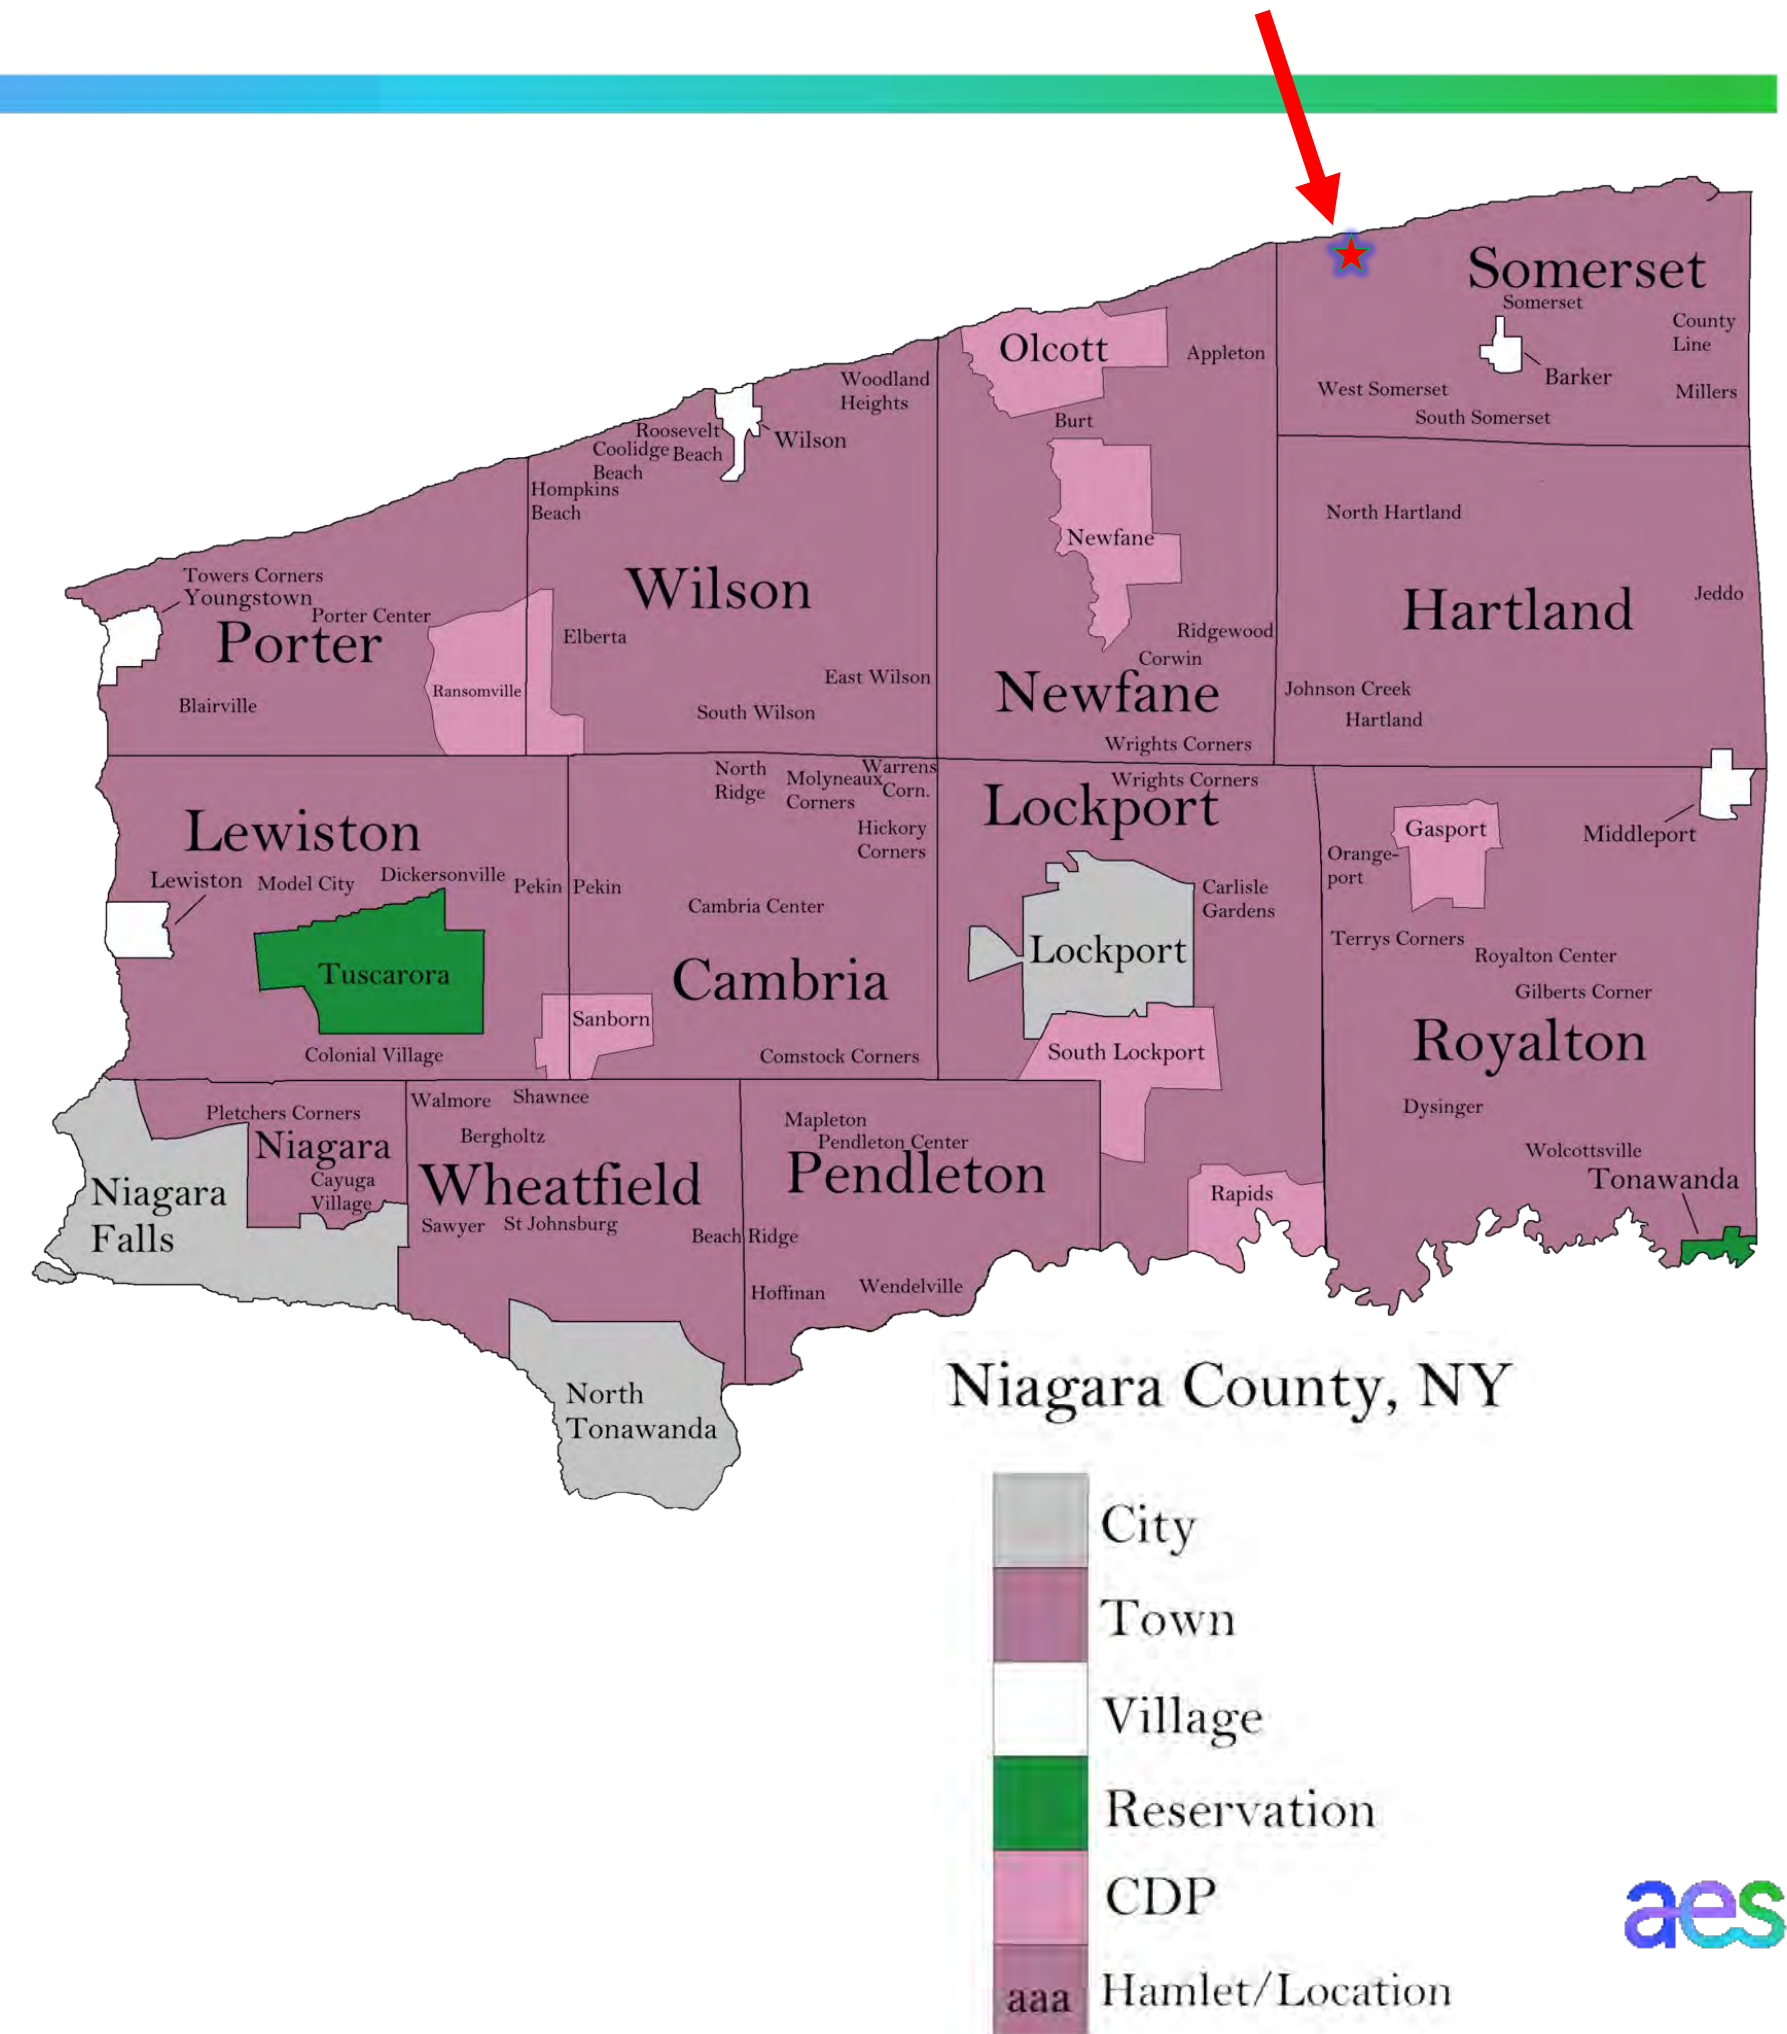 Somerset
Somerset
County
Line
Olcott
Appleton
Barker
Woodland
Heights
West Somerset
Millers
South Somerset
Burt
Roosevelt
Beach
Wilson
Coolidge
Beach
Hompkins
Beach
North Hartland
Newfane
Towers Corners
Youngstown
Porter Center
Porter
Wilson
Hartland
Jeddo
Elberta
Ridgewood
Corwin
East Wilson
Newfane
Ransomville
Johnson Creek
Blairville
South Wilson
Hartland
Wrights Corners
North
Ridge
Molyneaux
Corners
Warrens
Corn.
Wrights Corners
Lockport
Lewiston
Hickory
Corners
Gasport
Middleport
Orange-
port
Lewiston
Model City
Dickersonville
Pekin
Pekin
Carlisle
Gardens
Cambria Center
Lockport
Terrys Corners
Royalton Center
Tuscarora
Cambria
Gilberts Corner
Sanborn
Royalton
Colonial Village
Comstock Corners
South Lockport
Pletchers Corners
Walmore
Shawnee
Dysinger
Niagara
Bergholtz
Mapleton
Pendleton Center
Pendleton
Wolcottsville
Tonawanda
Cayuga
Village
Wheatfield
Niagara
Falls
Rapids
Sawyer
St Johnsburg
Beach Ridge
Hoffinan
Wendelville
North
Tonawanda
Niagara County, NY
City
Town
Village
Reservation
CDP
aaa Hamlet/Location
aes